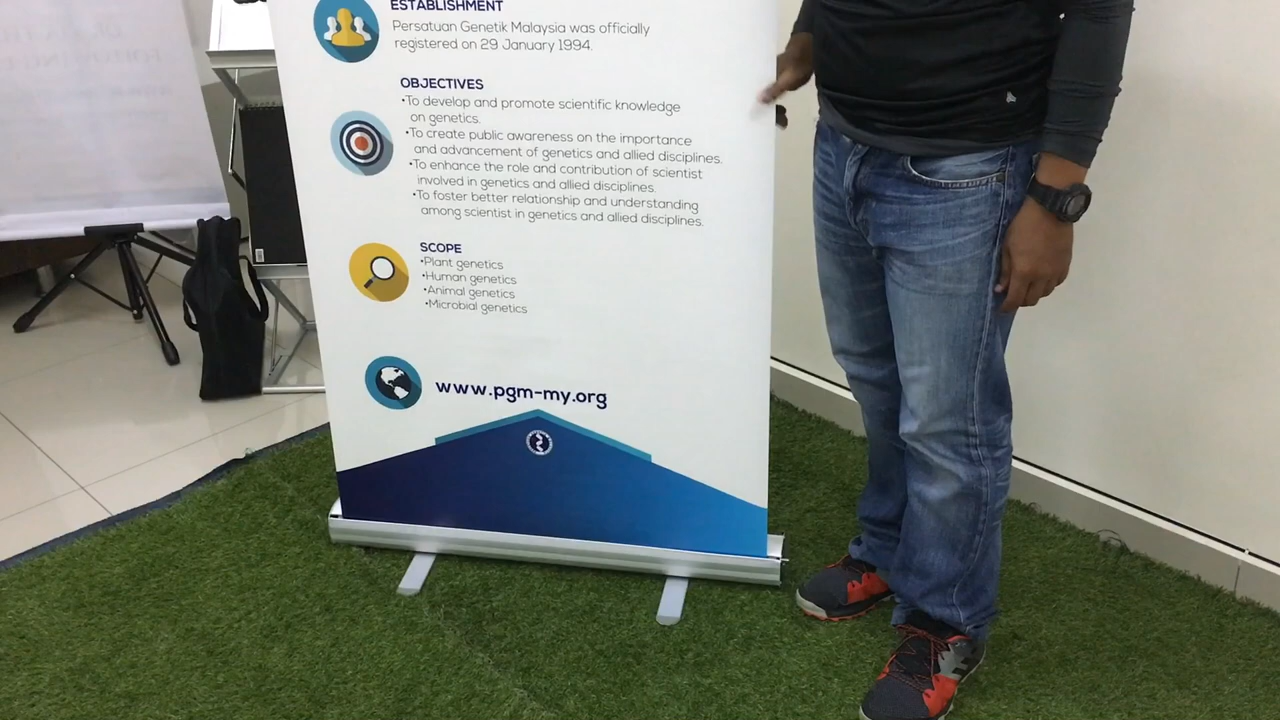 ESTABLISHMENT
Persatuan Genetik Malaysia was officially
registered on 29 January 1994.
OBJECTIVES
•To develop and promote scientific knowledge
on genetics.
•To create public awareness on the importance
and advancement of genetics and allied disciplines.
•To enhance the role and contribution of scientist
involved in genetics and allied disciplines.
•To foster better relationship and understanding
among scientist in genetics and allied disciplines.
SCOPE
•Plant genetics
•Human genetics
•Animal genetics
•Microbial genetics
www.pgm-my.org